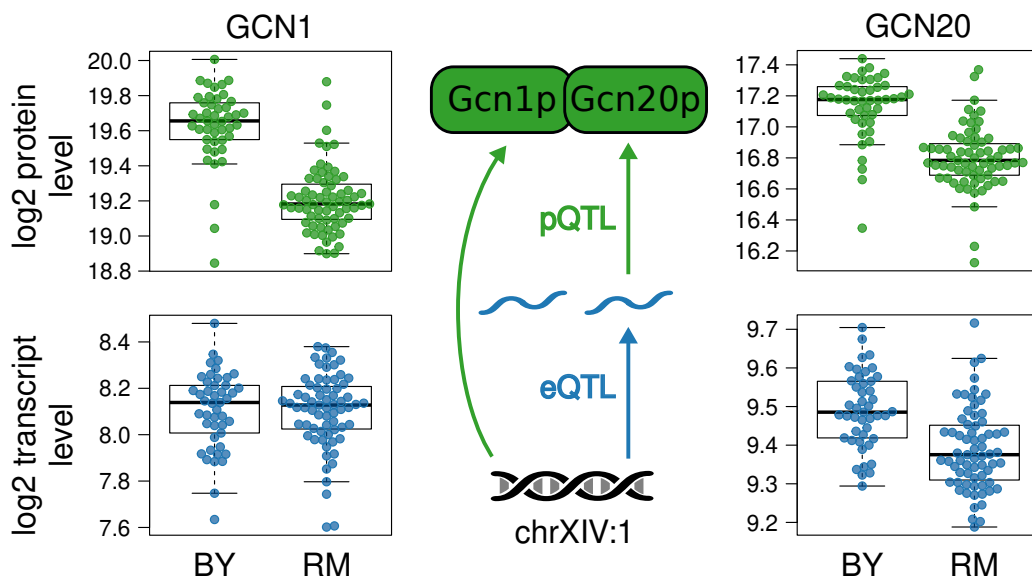 GCN1
GCN20
log2 protein
level
20.0
19.8
19.6
19.4
19.2
19.0
18.8
Gcn1p
Gcn20p
17.4
17.2
17.0
16.8
16.6
16.4
16.2
pQTL
log2 transcript
level
8.4
8.2
8.0
7.8
7.6
eQTL
9.7
9.6
9.5
9.4
9.3
9.2
chrXIV:1
BY
RM
BY
RM